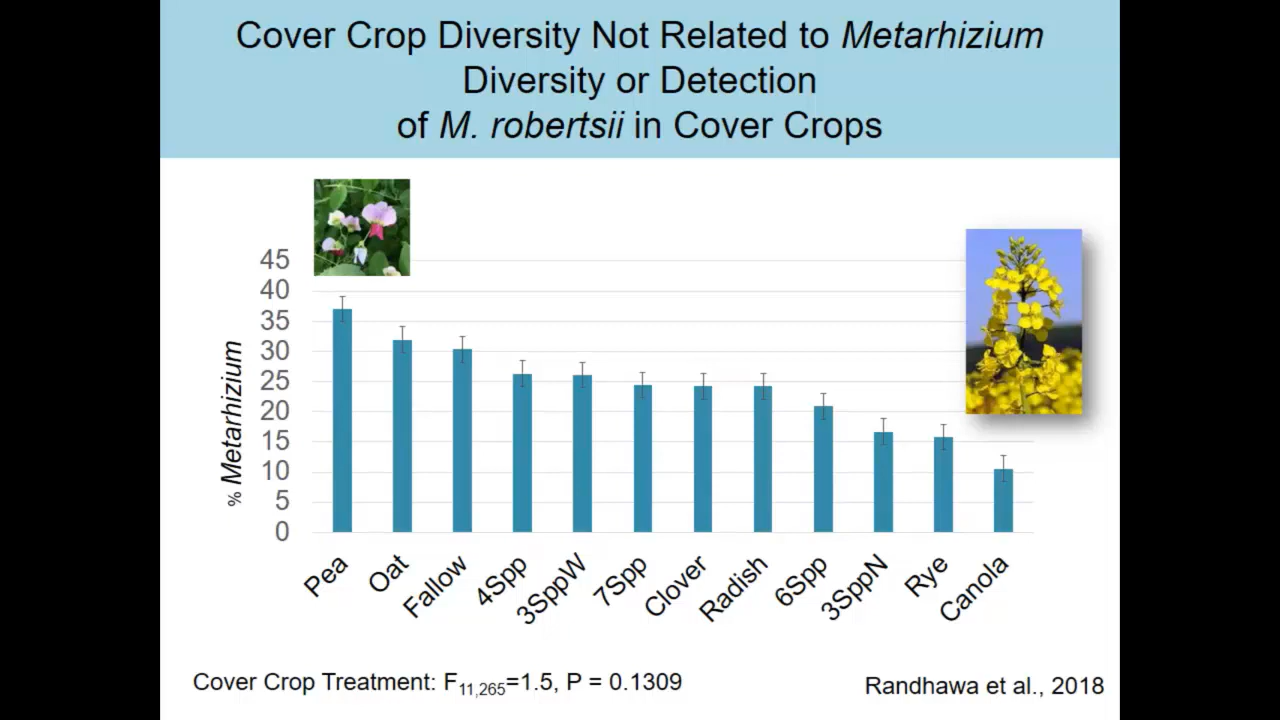 Cover Crop Diversity Not Related to Metarhizium
Diversity or Detection
of M. robertsii in Cover Crops
45
40
35
30
25
20
15
10
5
0
% Metarhizium
Pea
Oat
Fallow
4Spp
3SppW
7Spp
Clover
Radish
6Spp
3SppN
Rye
Canola
Cover Crop Treatment: F11,265=1.5, P = 0.1309
Randhawa et al., 2018